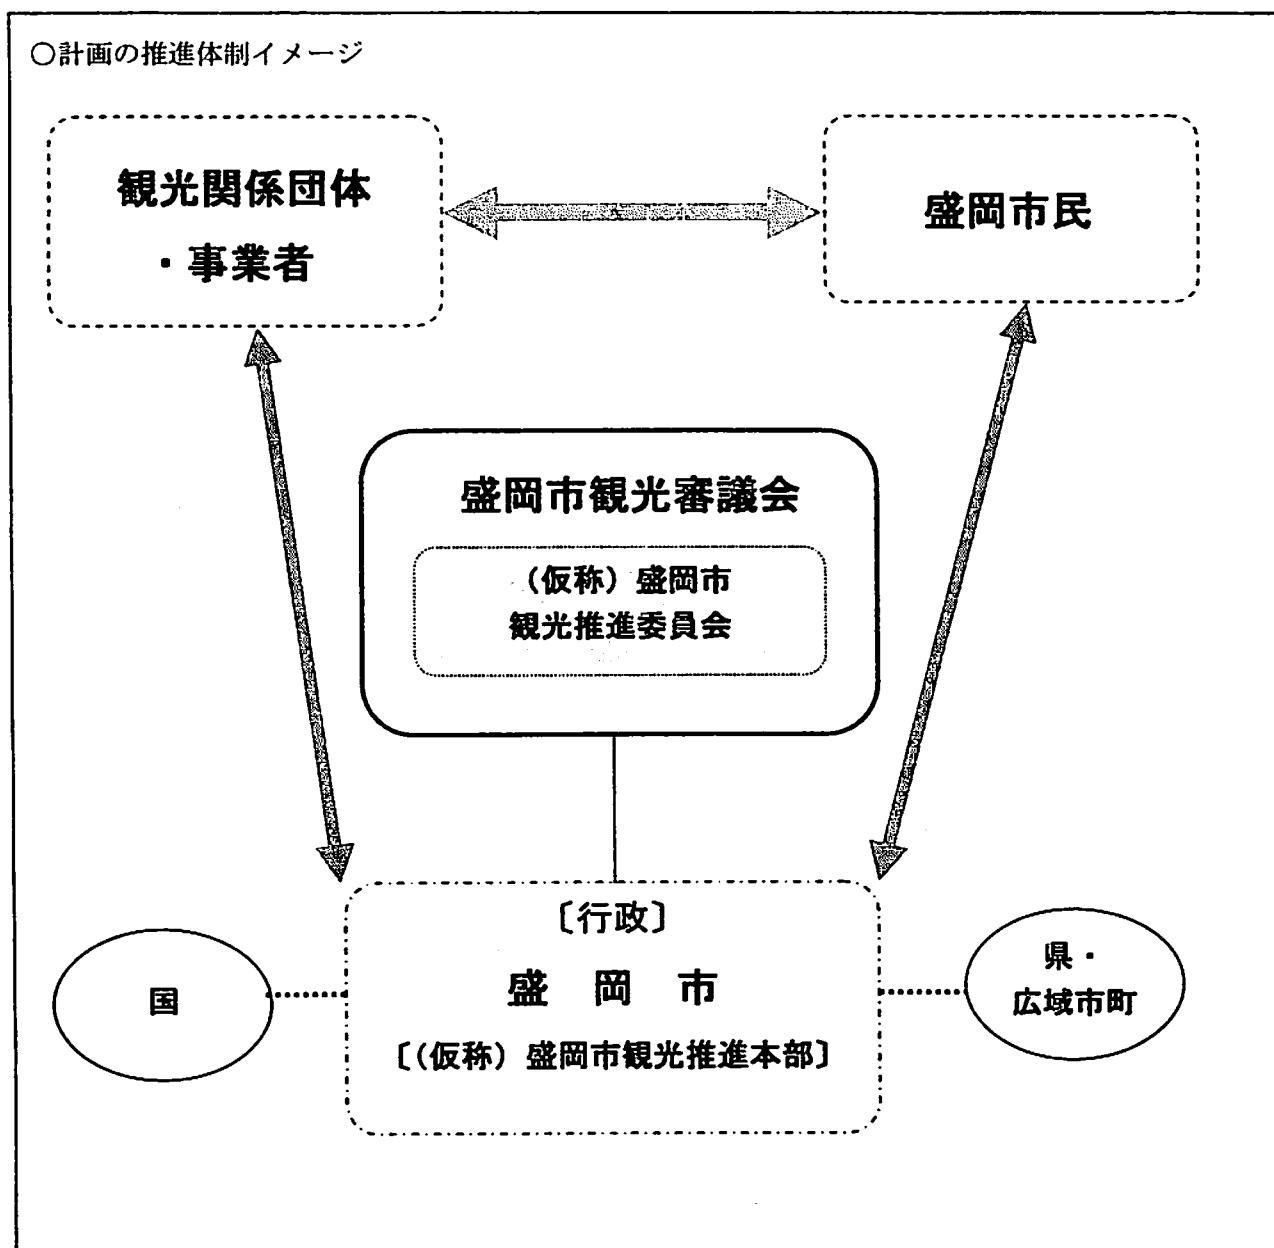 ○計画の推進体制イメージ
観光関係団体
・事業者
盛岡市民
盛岡市観光審議会
（仮称）盛岡市
観光推進委員会
〔行政〕
盛　岡　市
〔（仮称）盛岡市観光推進本部〕
国
県・
広域市町